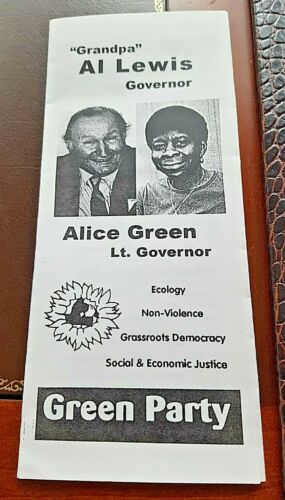 "Grandpa"
Al Lewis
Governor
Alice Green
Lt. Governor
Ecology
Non-Violence
Grassroots Democracy
Social & Economic Justice
Green Party